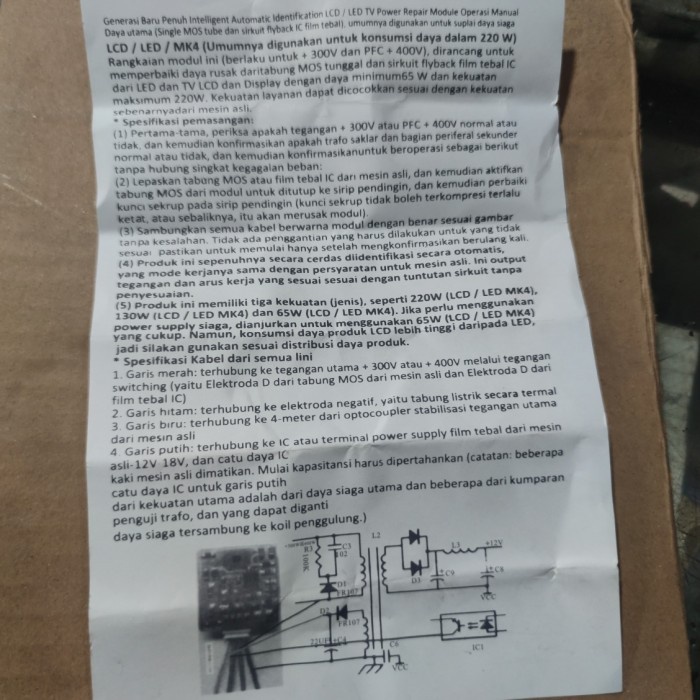 Generasi Baru Penuh Intelligent Automatic Identification LCD / LED TV Power Repair Module Operasi Manual
Daya utama (Single MOS tube dan sirkuit flyback IC film tebal), umumnya digunakan untuk suplai daya siaga
LCD / LED / MK4 (Umumnya digunakan untuk konsumsi daya dalam 220 W)
Rangkaian modul ini (berlaku untuk + 300V dan PFC + 400V), dirancang untuk
memperbaiki daya rusak daritabung MOS tunggal dan sirkuit flyback film tebal IC
dari LED dan TV LCD dan Display dengan daya minimum65 W dan kekuatan
maksimum 220W. Kekuatan layanan dapat dicocokkan sesuai dengan kekuatan
sebenarnyadari mesin asli.
* Spesifikasi pemasangan:
(1) Pertama-tama, periksa apakah tegangan + 300V atau PFC + 400V normal atau
tidak, dan kemudian konfirmasikan apakah trafo saklar dan bagian periferal sekunder
normal atau tidak, dan kemudian konfirmasikanuntuk beroperasi sebagai berikut
tanpa hubung singkat kegagalan beban:
(2) Lepaskan tabung MOS atau film tebal IC dari mesin asli, dan kemudian aktifkan
tabung MOS dari modul untuk ditutup ke sirip pendingin, dan kemudian perbaiki
kunci sekrup pada sirip pendingin (kunci sekrup tidak boleh terkompresi terlalu
ketat, atau sebaliknya, itu akan merusak modul).
(3) Sambungkan semua kabel berwarna modul dengan benar sesuai gambar
tanpa kesalahan. Tidak ada penggantian yang harus dilakukan untuk yang tidak
sesuai pastikan untuk memulai hanya setelah mengkonfirmasikan berulang kali.
(4) Produk ini sepenuhnya secara cerdas diidentifikasi secara otomatis,
yang mode kerjanya sama dengan persyaratan untuk mesin asli. Ini output
tegangan dan arus kerja yang sesuai sesuai dengan tuntutan sirkuit tanpa
penyesuaian.
(5) Produk ini memiliki tiga kekuatan (jenis), seperti 220W (LCD / LED MK4),
130W (LCD / LED MK4) dan 65W (LCD / LED MK4). Jika perlu menggunakan
power supply siaga, dianjurkan untuk menggunakan 65W (LCD / LED MK4)
yang cukup. Namun, konsumsi daya produk LCD lebih tinggi daripada LED,
jadi silakan gunakan sesuai distribusi daya produk.
* Spesifikasi Kabel dari semua lini
1. Garis merah: terhubung ke tegangan utama + 300V atau + 400V melalui tegangan
switching (yaitu Elektroda D dari tabung MOS dari mesin asli dan Elektroda D dari
film tebal IC)
2. Garis hitam: terhubung ke elektroda negatif, yaitu tabung listrik secara termal
3. Garis biru: terhubung ke 4-meter dari optocoupler stabilisasi tegangan utama
dari mesin asli
4. Garis putih: terhubung ke IC atau terminal power supply film tebal dari mesin
asli-12V 18V, dan catu daya IC
kaki mesin asli dimatikan. Mulai kapasitansi harus dipertahankan (catatan: beberapa
catu daya IC untuk garis putih
dari kekuatan utama adalah dari daya siaga utama dan beberapa dari kumparan
penguji trafo, dan yang dapat diganti
daya siaga tersambung ke koil penggulung.)
R3
100K
C3
102
L2
L3
+12V
D1
FR107
D3
C9
C8
VCC
D2
FR107
22UF
C4
C6
VCC
IC1